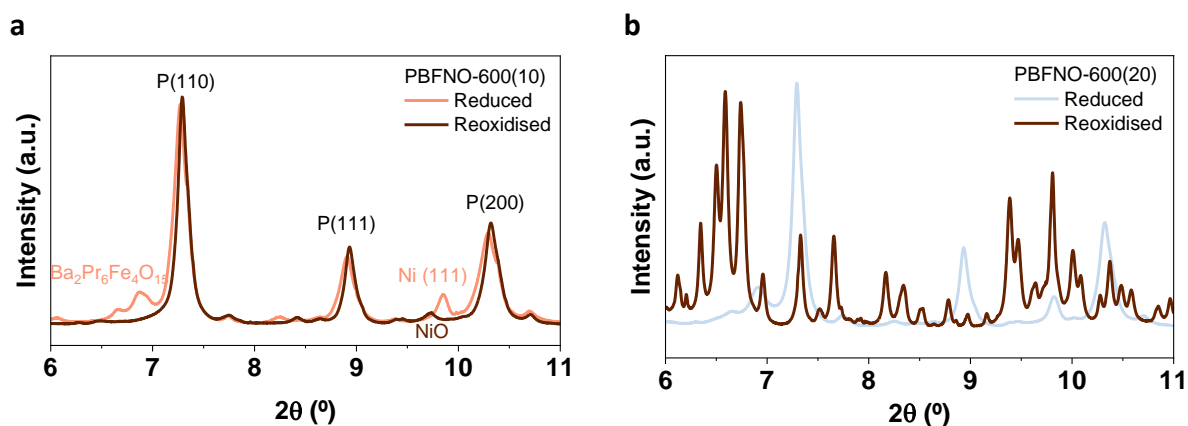 a
P(110)
PBFNO-600(10)
Reduced
Reoxidised
P(111)
P(200)
Ba₂Pr₆Fe₄O₁₅
Ni (111)
NiO
Intensity (a.u.)
6 7 8 9 10 11
2θ (º)
b
PBFNO-600(20)
Reduced
Reoxidised
Intensity (a.u.)
6 7 8 9 10 11
2θ (º)